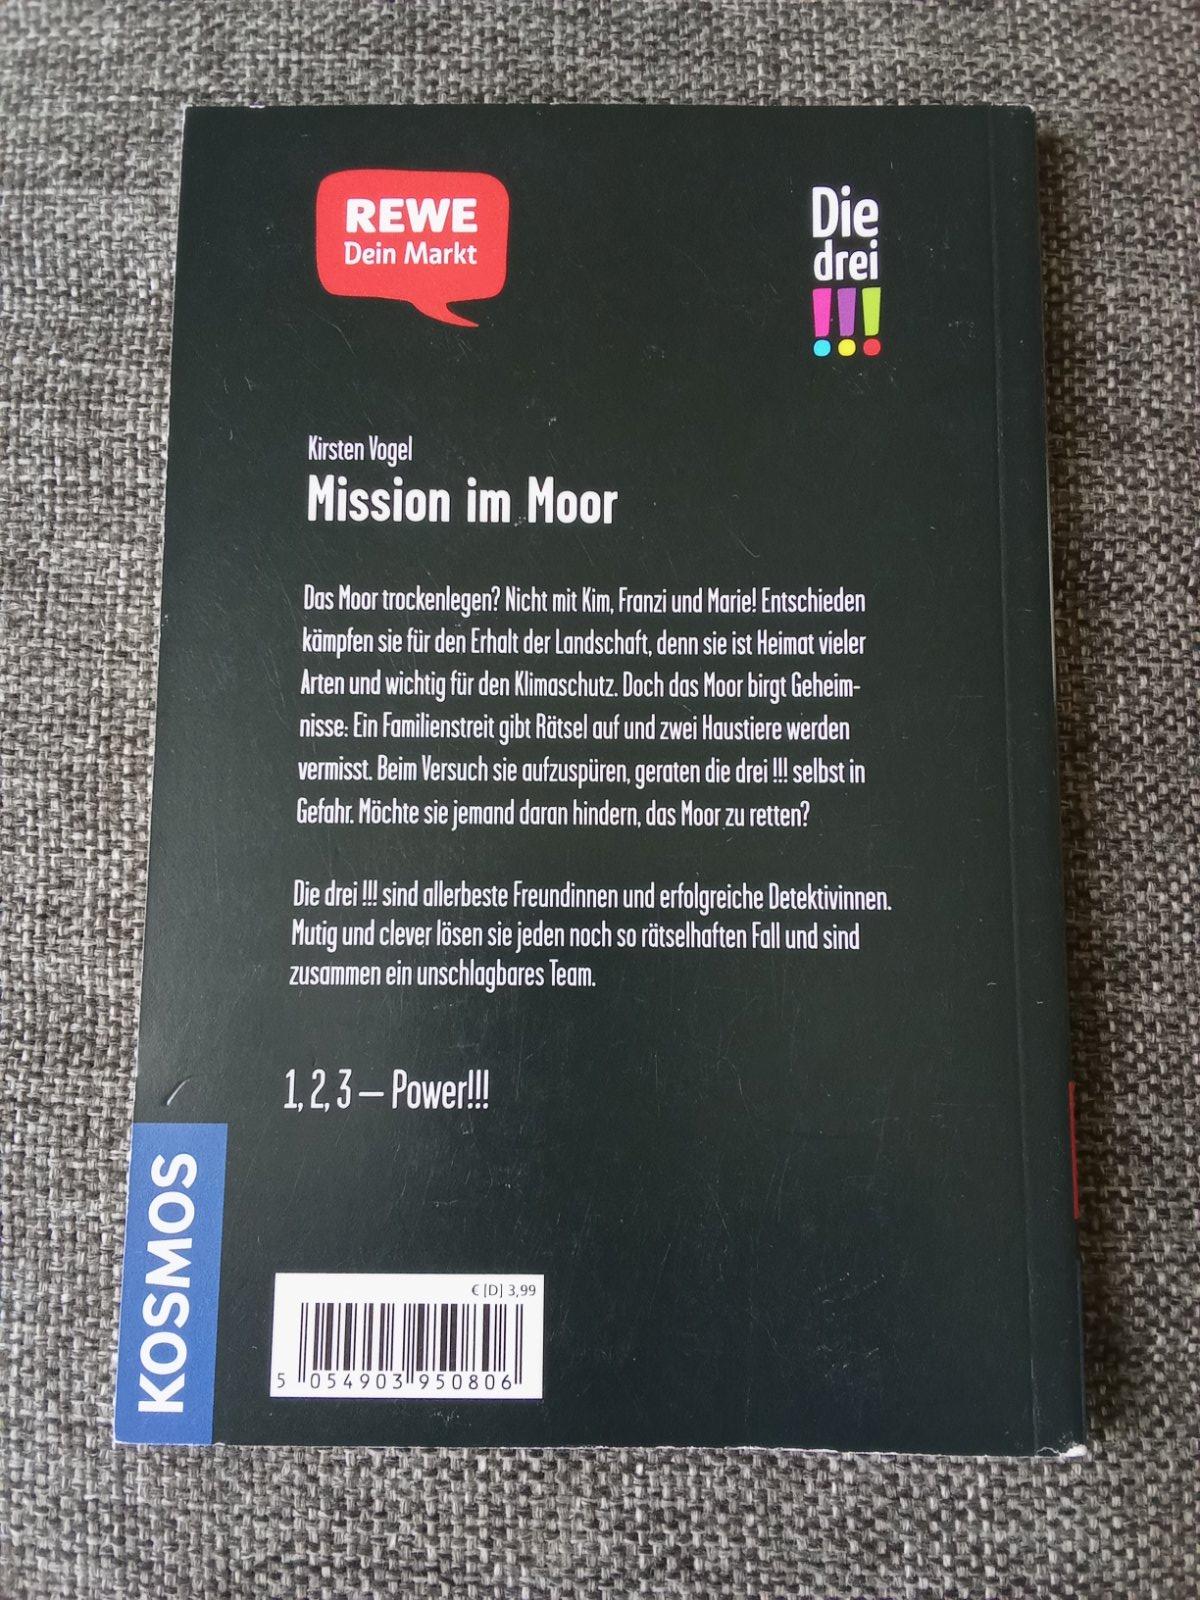 REWE
Dein Markt
Die
drei
!!!
Kirsten Vogel
Mission im Moor
Das Moor trockenlegen? Nicht mit Kim, Franzi und Marie! Entschieden
kämpfen sie für den Erhalt der Landschaft, denn sie ist Heimat vieler
Arten und wichtig für den Klimaschutz. Doch das Moor birgt Geheim-
nisse: Ein Familienstreit gibt Rätsel auf und zwei Haustiere werden
vermisst. Beim Versuch sie aufzuspüren, geraten die drei !!! selbst in
Gefahr. Möchte sie jemand daran hindern, das Moor zu retten?
Die drei !!! sind allerbeste Freundinnen und erfolgreiche Detektivinnen.
Mutig und clever lösen sie jeden noch so rätselhaften Fall und sind
zusammen ein unschlagbares Team.
1, 2, 3 – Power!!!
KOSMOS
€ [D] 3,99
5 054903 950806